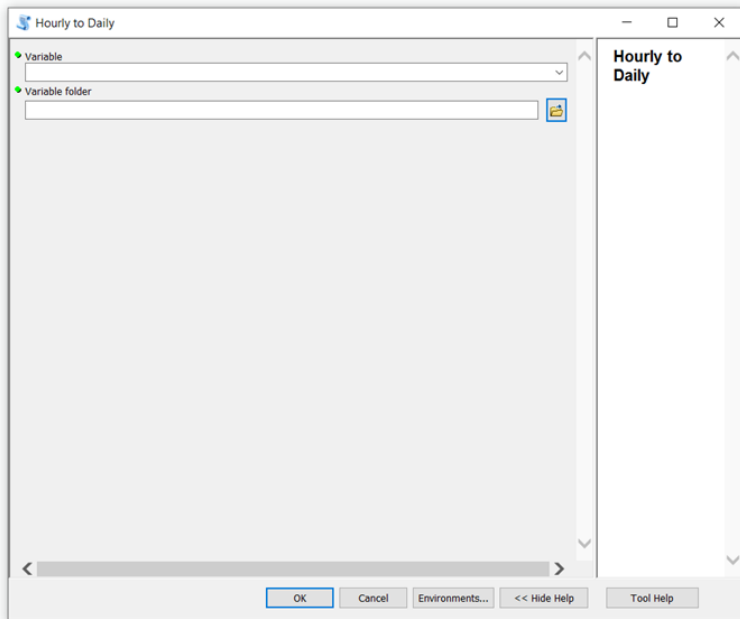 Hourly to Daily
Variable
Variable folder
Hourly to
Daily
OK
Cancel
Environments...
<< Hide Help
Tool Help